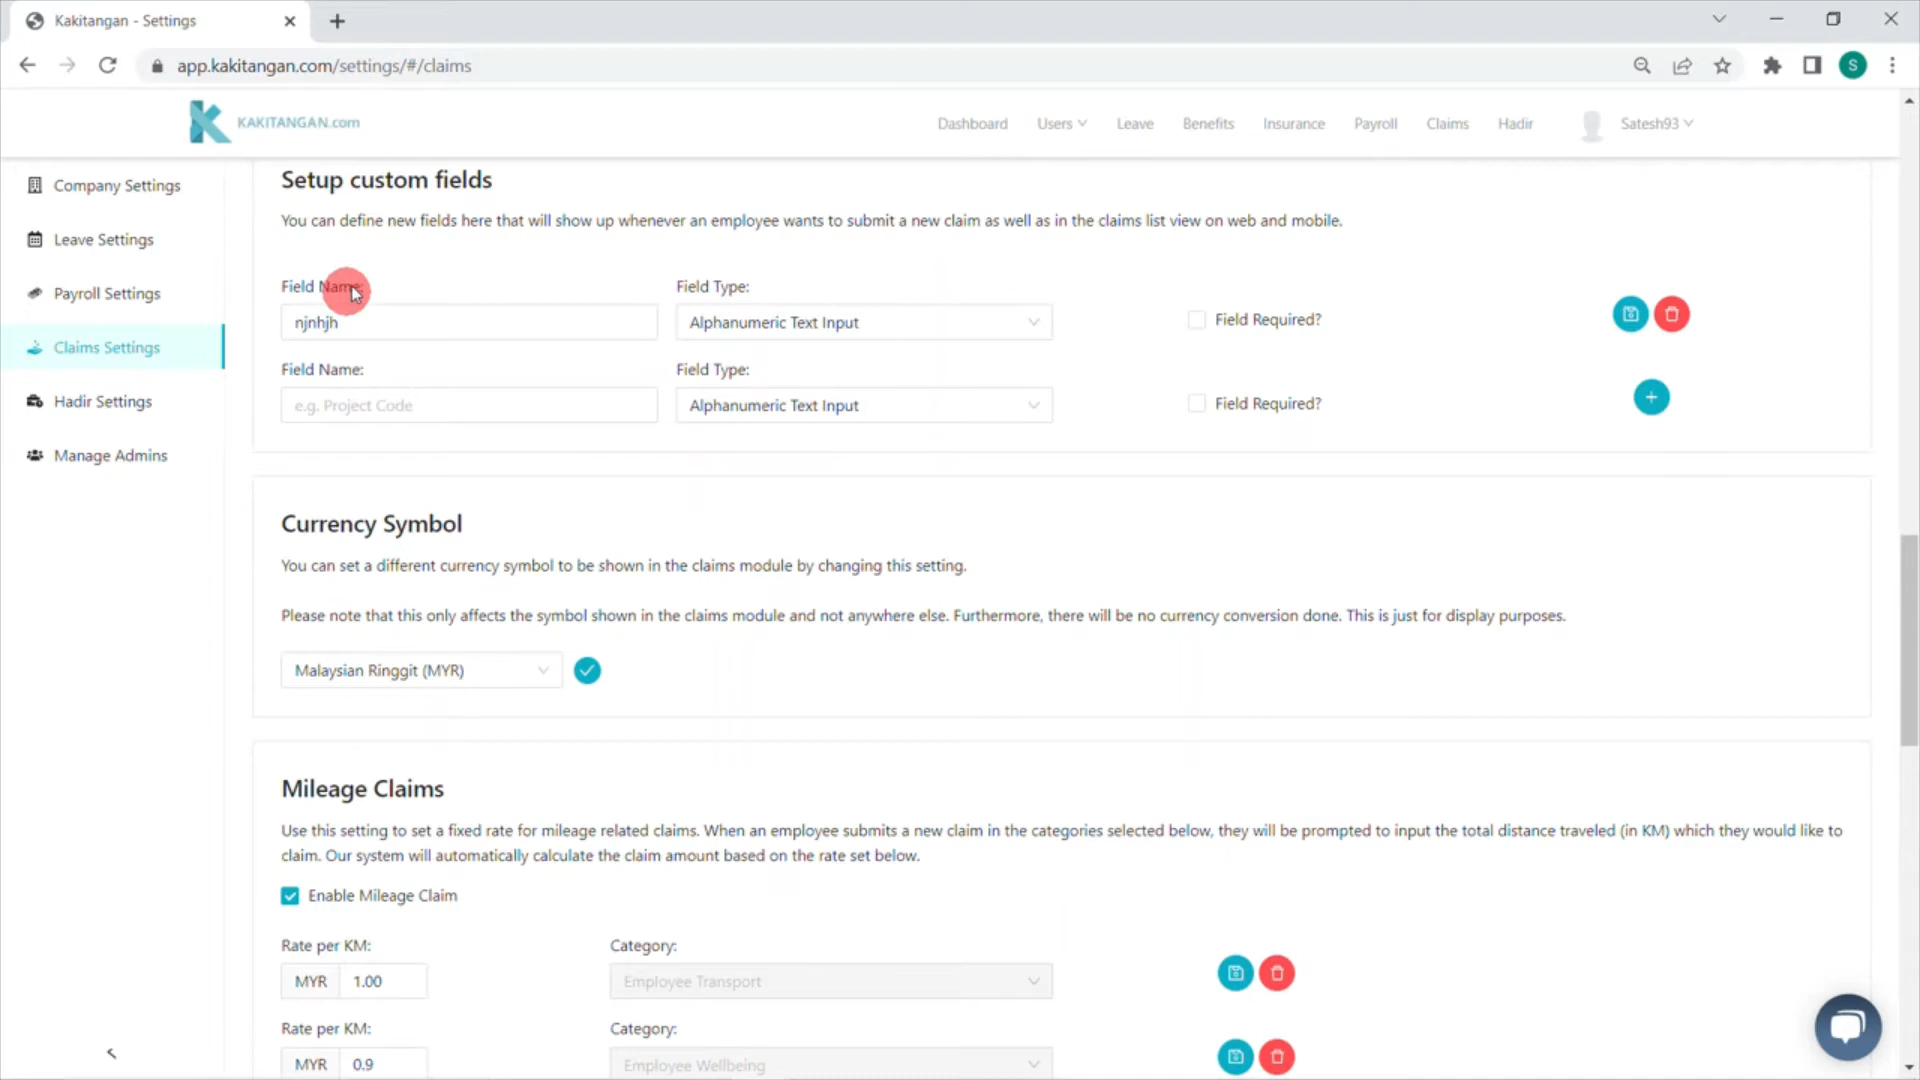 Kakitangan - Settings
app.kakitangan.com/settings/#/claims
S
KAKITANGAN.com
Dashboard Users Leave Benefits Insurance Payroll Claims Hadir Satesh93
Company Settings
Leave Settings
Payroll Settings
Claims Settings
Hadir Settings
Manage Admins
Setup custom fields
You can define new fields here that will show up whenever an employee wants to submit a new claim as well as in the claims list view on web and mobile.
Field Name: Field Type:
njnhjh Alphanumeric Text Input Field Required?
Field Name: Field Type:
e.g. Project Code Alphanumeric Text Input Field Required?
Currency Symbol
You can set a different currency symbol to be shown in the claims module by changing this setting.
Please note that this only affects the symbol shown in the claims module and not anywhere else. Furthermore, there will be no currency conversion done. This is just for display purposes.
Malaysian Ringgit (MYR)
Mileage Claims
Use this setting to set a fixed rate for mileage related claims. When an employee submits a new claim in the categories selected below, they will be prompted to input the total distance traveled (in KM) which they would like to
claim. Our system will automatically calculate the claim amount based on the rate set below.
Enable Mileage Claim
Rate per KM: Category:
MYR 1.00 Employee Transport
Rate per KM: Category:
MYR 0.9 Employee Wellbeing